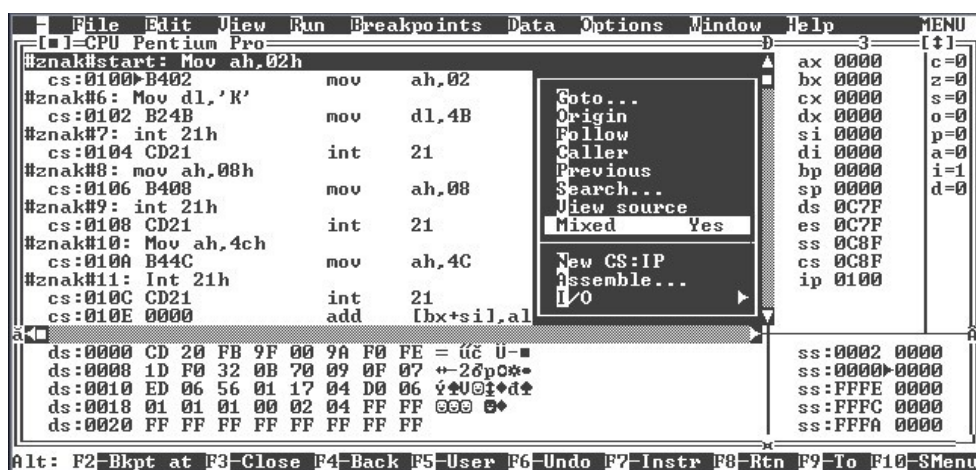 ≡ File Edit View Run Breakpoints Data Options Window Help MENU
[■]=CPU Pentium Pro 3 [↕]
#znak#start: Mov ah,02h
cs:0100►B402 mov ah,02
#znak#6: Mov dl,'K'
cs:0102 B24B mov dl,4B
#znak#7: int 21h
cs:0104 CD21 int 21
#znak#8: mov ah,08h
cs:0106 B408 mov ah,08
#znak#9: int 21h
cs:0108 CD21 int 21
#znak#10: Mov ah,4ch
cs:010A B44C mov ah,4C
#znak#11: Int 21h
cs:010C CD21 int 21
cs:010E 0000 add [bx+si],al
Goto...
Origin
Follow
Caller
Previous
Search...
View source
Mixed Yes
New CS:IP
Assemble...
I/O ►
ax 0000 c=0
bx 0000 z=0
cx 0000 s=0
dx 0000 o=0
si 0000 p=0
di 0000 a=0
bp 0000 i=1
sp 0000 d=0
ds 0C7F
es 0C7F
ss 0C8F
cs 0C8F
ip 0100
ds:0000 CD 20 FB 9F 00 9A F0 FE = űč Ü-■
ds:0008 1D F0 32 0B 70 09 0F 07
ds:0010 ED 06 56 01 17 04 D0 06
ds:0018 01 01 01 00 02 04 FF FF
ds:0020 FF FF FF FF FF FF FF FF
ss:0002 0000
ss:0000►0000
ss:FFFE 0000
ss:FFFC 0000
ss:FFFA 0000
Alt: F2-Bkpt at F3-Close F4-Back F5-User F6-Undo F7-Instr F8-Rtn F9-To F10-SMenu